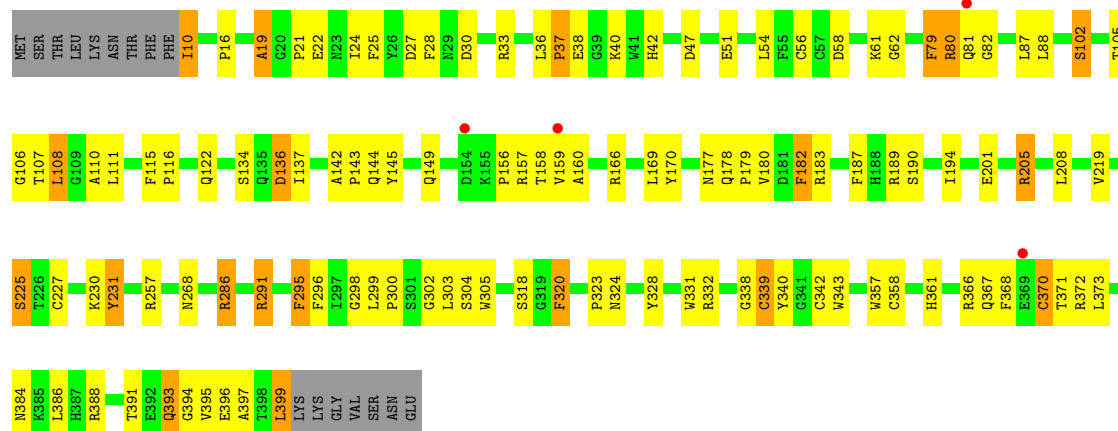 MET SER THR LEU LYS ASN THR PHE PHE I10 P16 A19 G20 P21 E22 N23 I24 F25 Y26 D27 F28 N29 D30 R33 L36 P37 E38 G39 K40 W41 H42 D47 E51 L54 F55 C56 C57 D58 K61 G62 F79 R80 Q81 G82 L87 L88 S102 T105
G106 T107 L108 G109 A110 L111 F115 P116 Q122 S134 Q135 D136 I137 A142 P143 Q144 Y145 Q149 D154 K155 P156 R157 T158 V159 A160 R166 L169 Y170 N177 Q178 P179 V180 D181 F182 R183 F187 H188 R189 S190 I194 E201 R205 L208 V219
S225 T226 C227 K230 Y231 R257 N268 R286 R291 F295 F296 I297 G298 L299 P300 S301 G302 L303 S304 W305 S318 G319 F320 P323 N324 Y328 W331 R332 G338 C339 Y340 G341 C342 W343 W357 C358 H361 R366 Q367 F368 E369 C370 T371 R372 L373
N384 K385 L386 H387 R388 T391 E392 Q393 G394 V395 E396 A397 T398 L399 LYS LYS GLY VAL SER ASN GLU